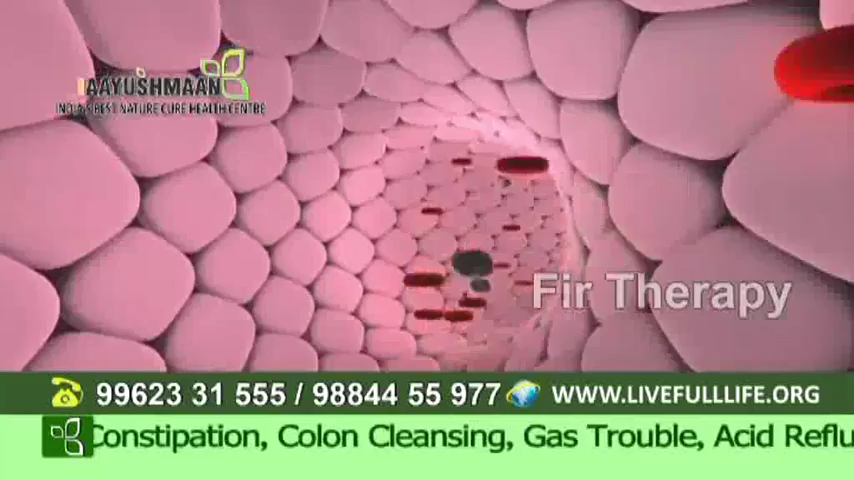 AAYUSHMAAN
INDIA'S BEST NATURE CURE HEALTH CENTRE
Fir Therapy
99623 31 555 / 98844 55 977 WWW.LIVEFULLLIFE.ORG
Constipation, Colon Cleansing, Gas Trouble, Acid Reflu